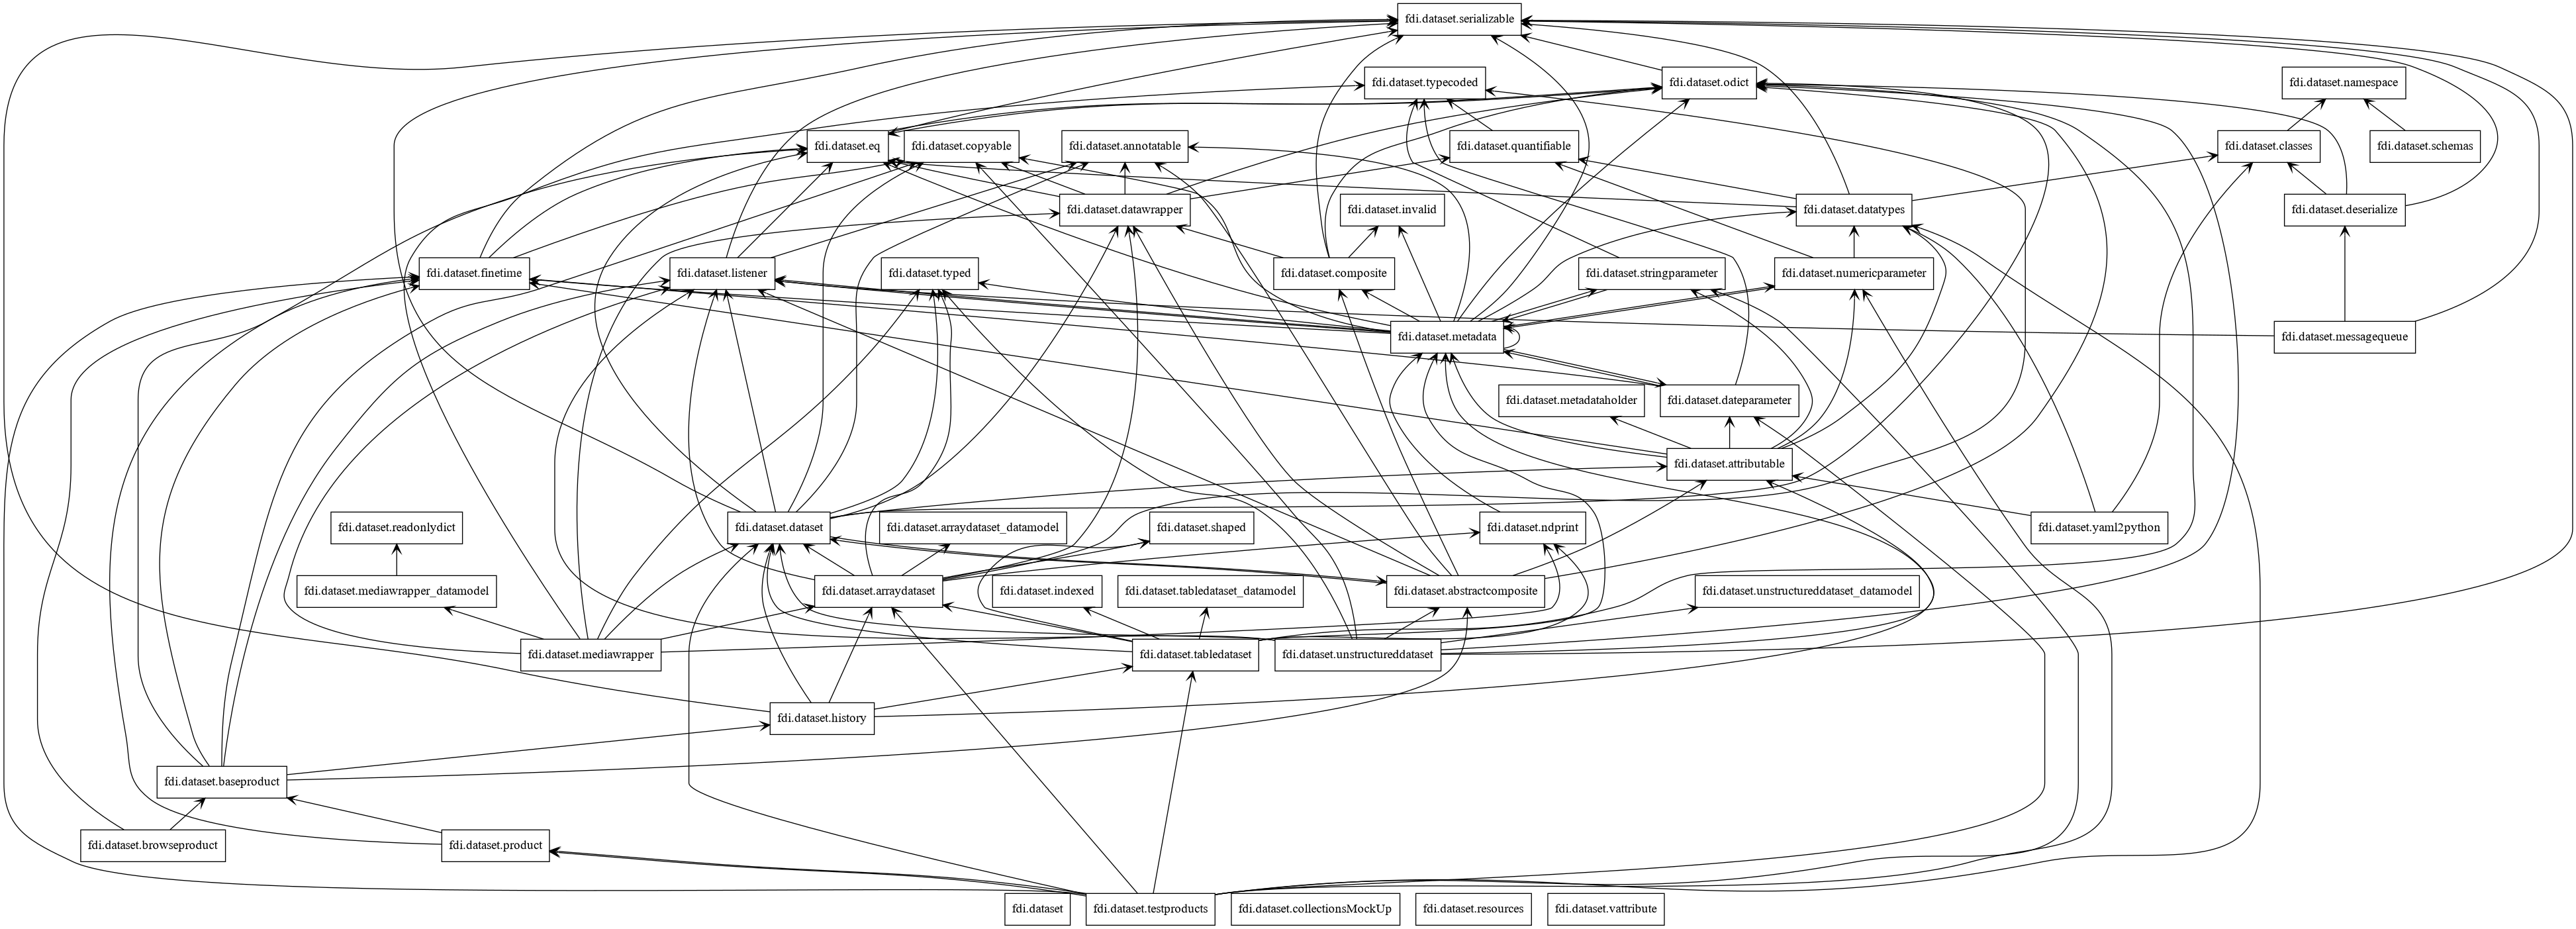 fdi.dataset.serializable
fdi.dataset.typecoded
fdi.dataset.odict
fdi.dataset.namespace
fdi.dataset.eq
fdi.dataset.copyable
fdi.dataset.annotatable
fdi.dataset.quantifiable
fdi.dataset.classes
fdi.dataset.schemas
fdi.dataset.datawrapper
fdi.dataset.invalid
fdi.dataset.datatypes
fdi.dataset.deserialize
fdi.dataset.finetime
fdi.dataset.listener
fdi.dataset.typed
fdi.dataset.composite
fdi.dataset.stringparameter
fdi.dataset.numericparameter
fdi.dataset.metadata
fdi.dataset.messagequeue
fdi.dataset.metadataholder
fdi.dataset.dateparameter
fdi.dataset.attributable
fdi.dataset.readonlydict
fdi.dataset.dataset
fdi.dataset.arraydataset_datamodel
fdi.dataset.shaped
fdi.dataset.ndprint
fdi.dataset.yaml2python
fdi.dataset.mediawrapper_datamodel
fdi.dataset.arraydataset
fdi.dataset.indexed
fdi.dataset.tabledataset_datamodel
fdi.dataset.abstractcomposite
fdi.dataset.unstructureddataset_datamodel
fdi.dataset.mediawrapper
fdi.dataset.tabledataset
fdi.dataset.unstructureddataset
fdi.dataset.history
fdi.dataset.baseproduct
fdi.dataset.browseproduct
fdi.dataset.product
fdi.dataset
fdi.dataset.testproducts
fdi.dataset.collectionsMockUp
fdi.dataset.resources
fdi.dataset.vattribute